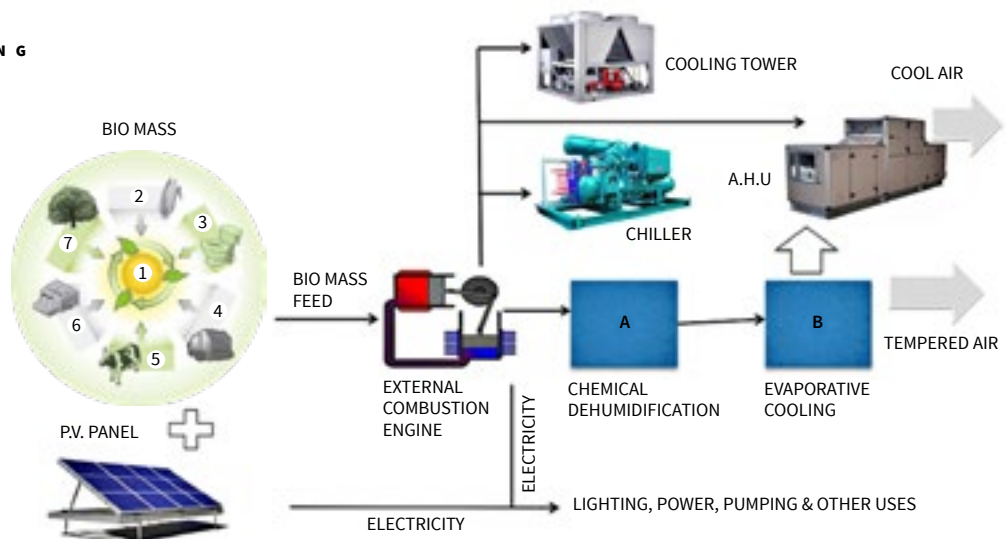 N G
BIO MASS
2
3
7
1
4
6
5
BIO MASS
FEED
P.V. PANEL
EXTERNAL
COMBUSTION
ENGINE
ELECTRICITY
ELECTRICITY
COOLING TOWER
COOL AIR
A.H.U
CHILLER
A
B
CHEMICAL
DEHUMIDIFICATION
EVAPORATIVE
COOLING
TEMPERED AIR
LIGHTING, POWER, PUMPING & OTHER USES